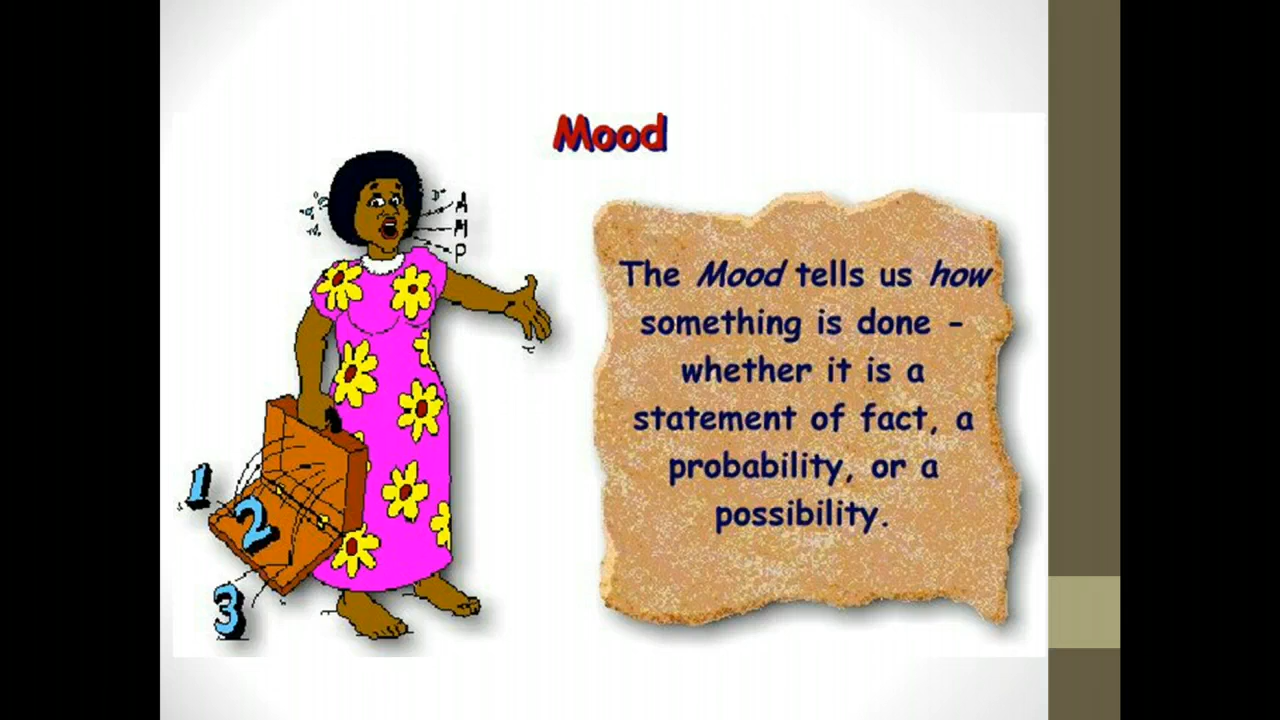 Mood
A
M
P
The Mood tells us how
something is done -
whether it is a
statement of fact, a
probability, or a
possibility.
1
2
3